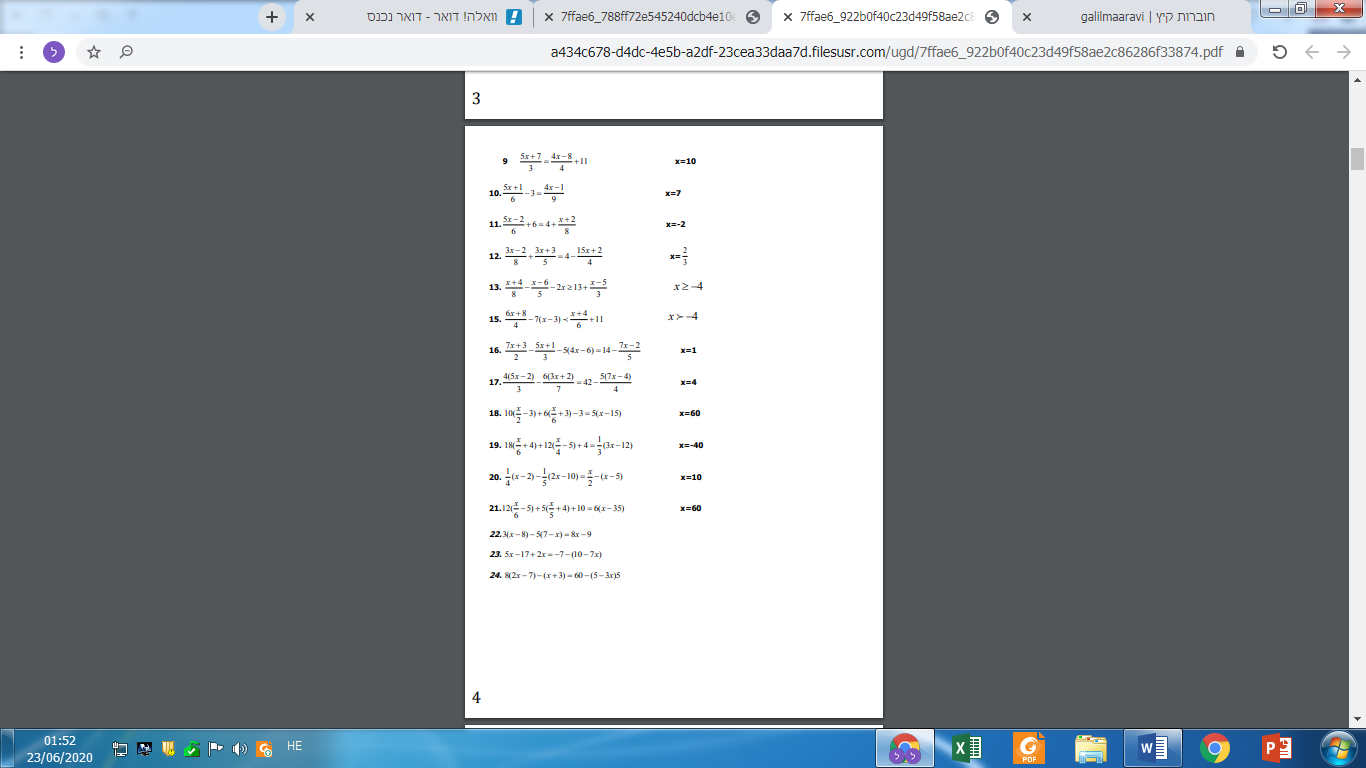 חוברות קיץ | galilmaaravi
7ffae6_922b0f40c23d49f58ae2c8
7ffae6_788ff72e545240dcb4e10e
וואלה! דואר - דואר נכנס
a434c678-d4dc-4e5b-a2df-23cea33daa7d.filesusr.com/ugd/7ffae6_922b0f40c23d49f58ae2c86286f33874.pdf
3
9 (5x+7)/3 = (4x−8)/4 + 11 x=10
10. (5x+1)/6 − 3 = (4x−1)/9 x=7
11. (5x−2)/6 + 6 = 4 + (x+2)/8 x=-2
12. (3x−2)/8 + (3x+3)/5 = 4 − (15x+2)/4 x= 2/3
13. (x+4)/8 − (x−6)/5 − 2x ≥ 13 + (x−5)/3 x ≥ −4
15. (6x+8)/4 − 7(x−3) ≺ (x+4)/6 + 11 x ≻ −4
16. (7x+3)/2 − (5x+1)/3 − 5(4x−6) = 14 − (7x−2)/5 x=1
17. 4(5x−2)/3 − 6(3x+2)/7 = 42 − 5(7x−4)/4 x=4
18. 10(x/2 − 3) + 6(x/6 + 3) − 3 = 5(x−15) x=60
19. 18(x/6 + 4) + 12(x/4 − 5) + 4 = 1/3 (3x−12) x=-40
20. 1/4 (x−2) − 1/5 (2x−10) = x/2 − (x−5) x=10
21. 12(x/6 − 5) + 5(x/5 + 4) + 10 = 6(x−35) x=60
22. 3(x−8) − 5(7−x) = 8x−9
23. 5x−17+2x = −7−(10−7x)
24. 8(2x−7)−(x+3) = 60−(5−3x)5
4
01:52
23/06/2020
HE